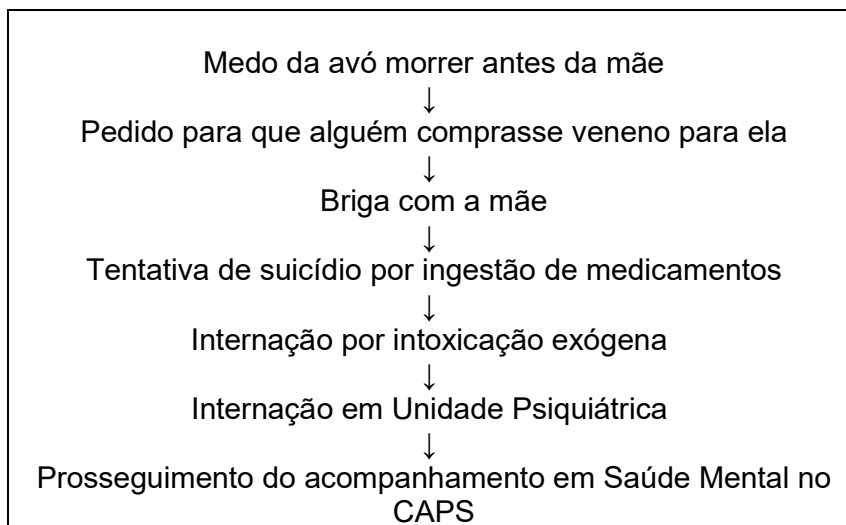 Medo da avó morrer antes da mãe
↓
Pedido para que alguém comprasse veneno para ela
↓
Briga com a mãe
↓
Tentativa de suicídio por ingestão de medicamentos
↓
Internação por intoxicação exógena
↓
Internação em Unidade Psiquiátrica
↓
Prosseguimento do acompanhamento em Saúde Mental no
CAPS